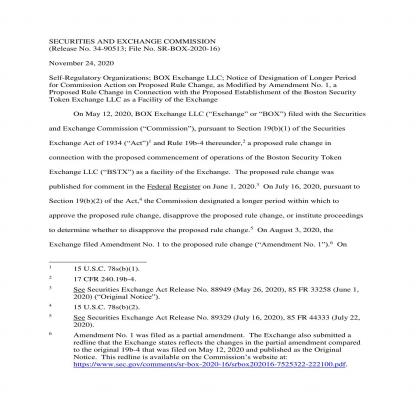 SECURITIES AND EXCHANGE COMMISSION
(Release No. 34-90513; File No. SR-BOX-2020-16)
November 24, 2020
Self-Regulatory Organizations; BOX Exchange LLC; Notice of Designation of Longer Period
for Commission Action on Proposed Rule Change, as Modified by Amendment No. 1, a
Proposed Rule Change in Connection with the Proposed Establishment of the Boston Security
Token Exchange LLC as a Facility of the Exchange
On May 12, 2020, BOX Exchange LLC (“Exchange” or “BOX”) filed with the Securities
and Exchange Commission (“Commission”), pursuant to Section 19(b)(1) of the Securities
Exchange Act of 1934 (“Act”)1 and Rule 19b-4 thereunder,2 a proposed rule change in
connection with the proposed commencement of operations of the Boston Security Token
Exchange LLC (“BSTX”) as a facility of the Exchange. The proposed rule change was
published for comment in the Federal Register on June 1, 2020.3 On July 16, 2020, pursuant to
Section 19(b)(2) of the Act,4 the Commission designated a longer period within which to
approve the proposed rule change, disapprove the proposed rule change, or institute proceedings
to determine whether to disapprove the proposed rule change.5 On August 3, 2020, the
Exchange filed Amendment No. 1 to the proposed rule change (“Amendment No. 1”).6 On
1 15 U.S.C. 78s(b)(1).
2 17 CFR 240.19b-4.
3 See Securities Exchange Act Release No. 88949 (May 26, 2020), 85 FR 33258 (June 1,
2020) (“Original Notice”).
4 15 U.S.C. 78s(b)(2).
5 See Securities Exchange Act Release No. 89329 (July 16, 2020), 85 FR 44333 (July 22,
2020).
6 Amendment No. 1 was filed as a partial amendment. The Exchange also submitted a
redline that the Exchange states reflects the changes in the partial amendment compared
to the original 19b-4 that was filed on May 12, 2020 and published as the Original
Notice. This redline is available on the Commission’s website at:
https://www.sec.gov/comments/sr-box-2020-16/srbox202016-7525322-222100.pdf.